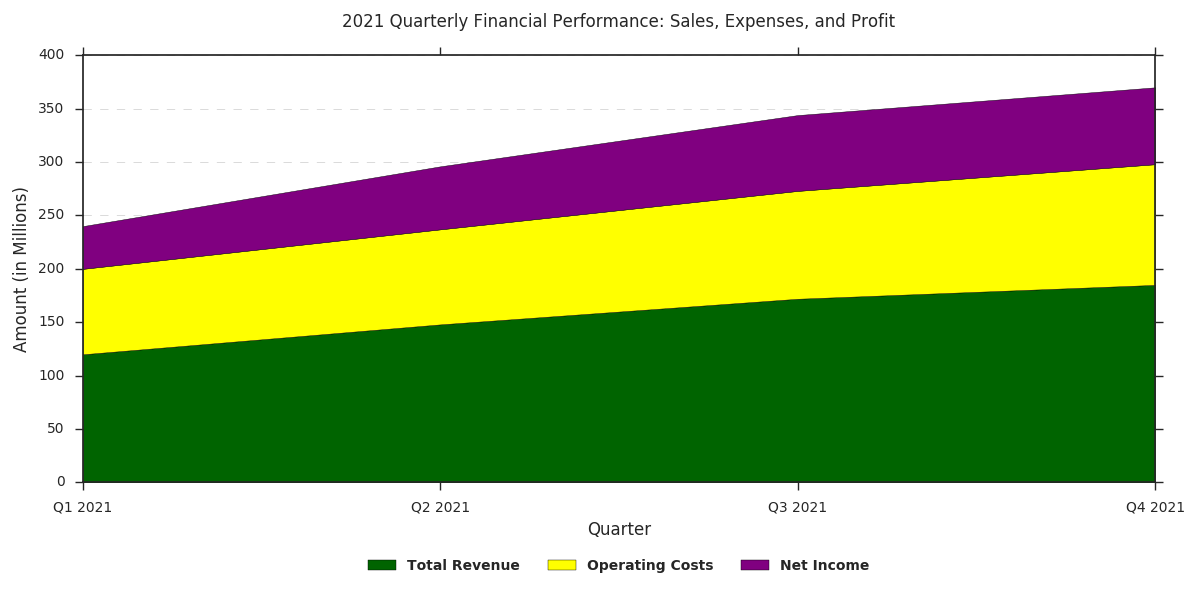 2021 Quarterly Financial Performance: Sales, Expenses, and Profit
Amount (in Millions)
400
350
300
250
200
150
100
50
0
Q1 2021 Q2 2021 Q3 2021 Q4 2021
Quarter
Total Revenue Operating Costs Net Income